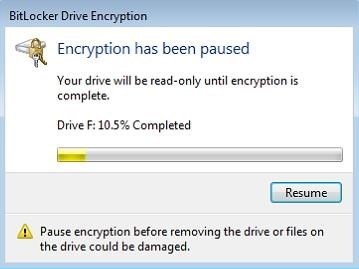 BitLocker Drive Encryption
Encryption has been paused
Your drive will be read-only until encryption is
complete.
Drive F: 10.5% Completed
Resume
Pause encryption before removing the drive or files on
the drive could be damaged.